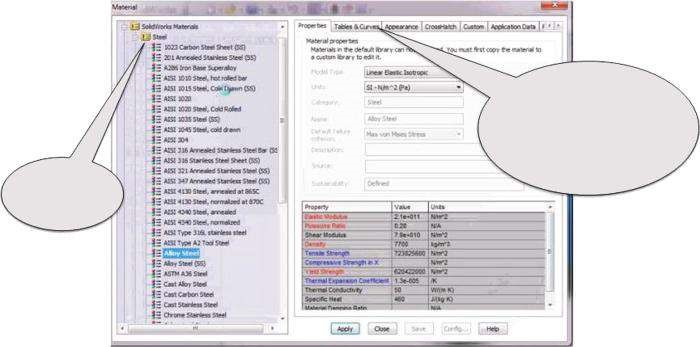 Material
SolidWorks Materials
Steel
1023 Carbon Steel Sheet (SS)
201 Annealed Stainless Steel (SS)
A286 Iron Base Superalloy
AISI 1010 Steel, hot rolled bar
AISI 1015 Steel, Cold Drawn (SS)
AISI 1020
AISI 1020 Steel, Cold Rolled
AISI 1035 Steel (SS)
AISI 1045 Steel, cold drawn
AISI 304
AISI 316 Annealed Stainless Steel Bar (SS
AISI 316 Stainless Steel Sheet (SS)
AISI 321 Annealed Stainless Steel (SS)
AISI 347 Annealed Stainless Steel (SS)
AISI 4130 Steel, annealed at 865C
AISI 4130 Steel, normalized at 870C
AISI 4340 Steel, annealed
AISI 4340 Steel, normalized
AISI Type 316L stainless steel
AISI Type A2 Tool Steel
Alloy Steel
Alloy Steel (SS)
ASTM A36 Steel
Cast Alloy Steel
Cast Carbon Steel
Cast Stainless Steel
Chrome Stainless Steel
Properties Tables & Curves Appearance CrossHatch Custom Application Data
Material properties
Materials in the default library can not be edited. You must first copy the material to
a custom library to edit it.
Model Type: Linear Elastic Isotropic
Units: SI - N/m^2 (Pa)
Category: Steel
Name: Alloy Steel
Default failure
criterion: Max von Mises Stress
Description:
Source:
Sustainability: Defined
Property Value Units
Elastic Modulus 2.1e+011 N/m^2
Poissons Ratio 0.28 N/A
Shear Modulus 7.9e+010 N/m^2
Density 7700 kg/m^3
Tensile Strength 723825600 N/m^2
Compressive Strength in X N/m^2
Yield Strength 620422000 N/m^2
Thermal Expansion Coefficient 1.3e-005 /K
Thermal Conductivity 50 W/(m·K)
Specific Heat 460 J/(kg·K)
Material Damping Ratio N/A
Apply Close Save Config... Help